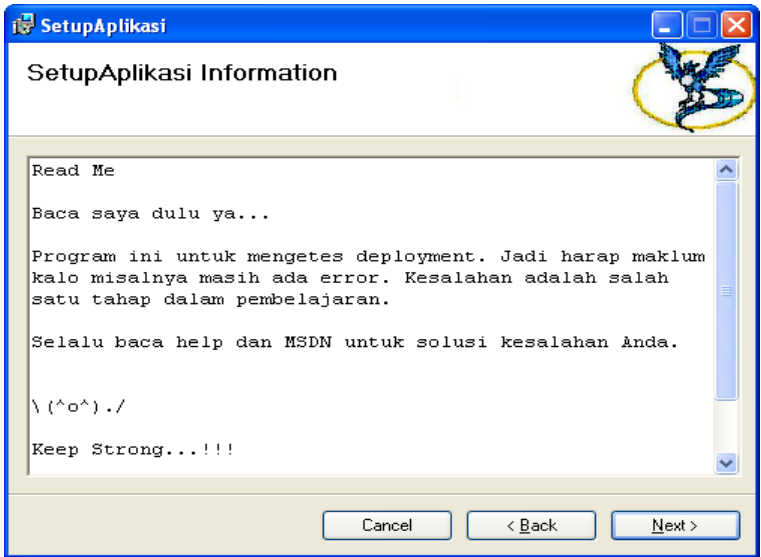 SetupAplikasi
SetupAplikasi Information
Read Me
Baca saya dulu ya...
Program ini untuk mengetes deployment. Jadi harap maklum
kalo misalnya masih ada error. Kesalahan adalah salah
satu tahap dalam pembelajaran.
Selalu baca help dan MSDN untuk solusi kesalahan Anda.
\(^o^)./
Keep Strong...!!!
Cancel
< Back
Next >